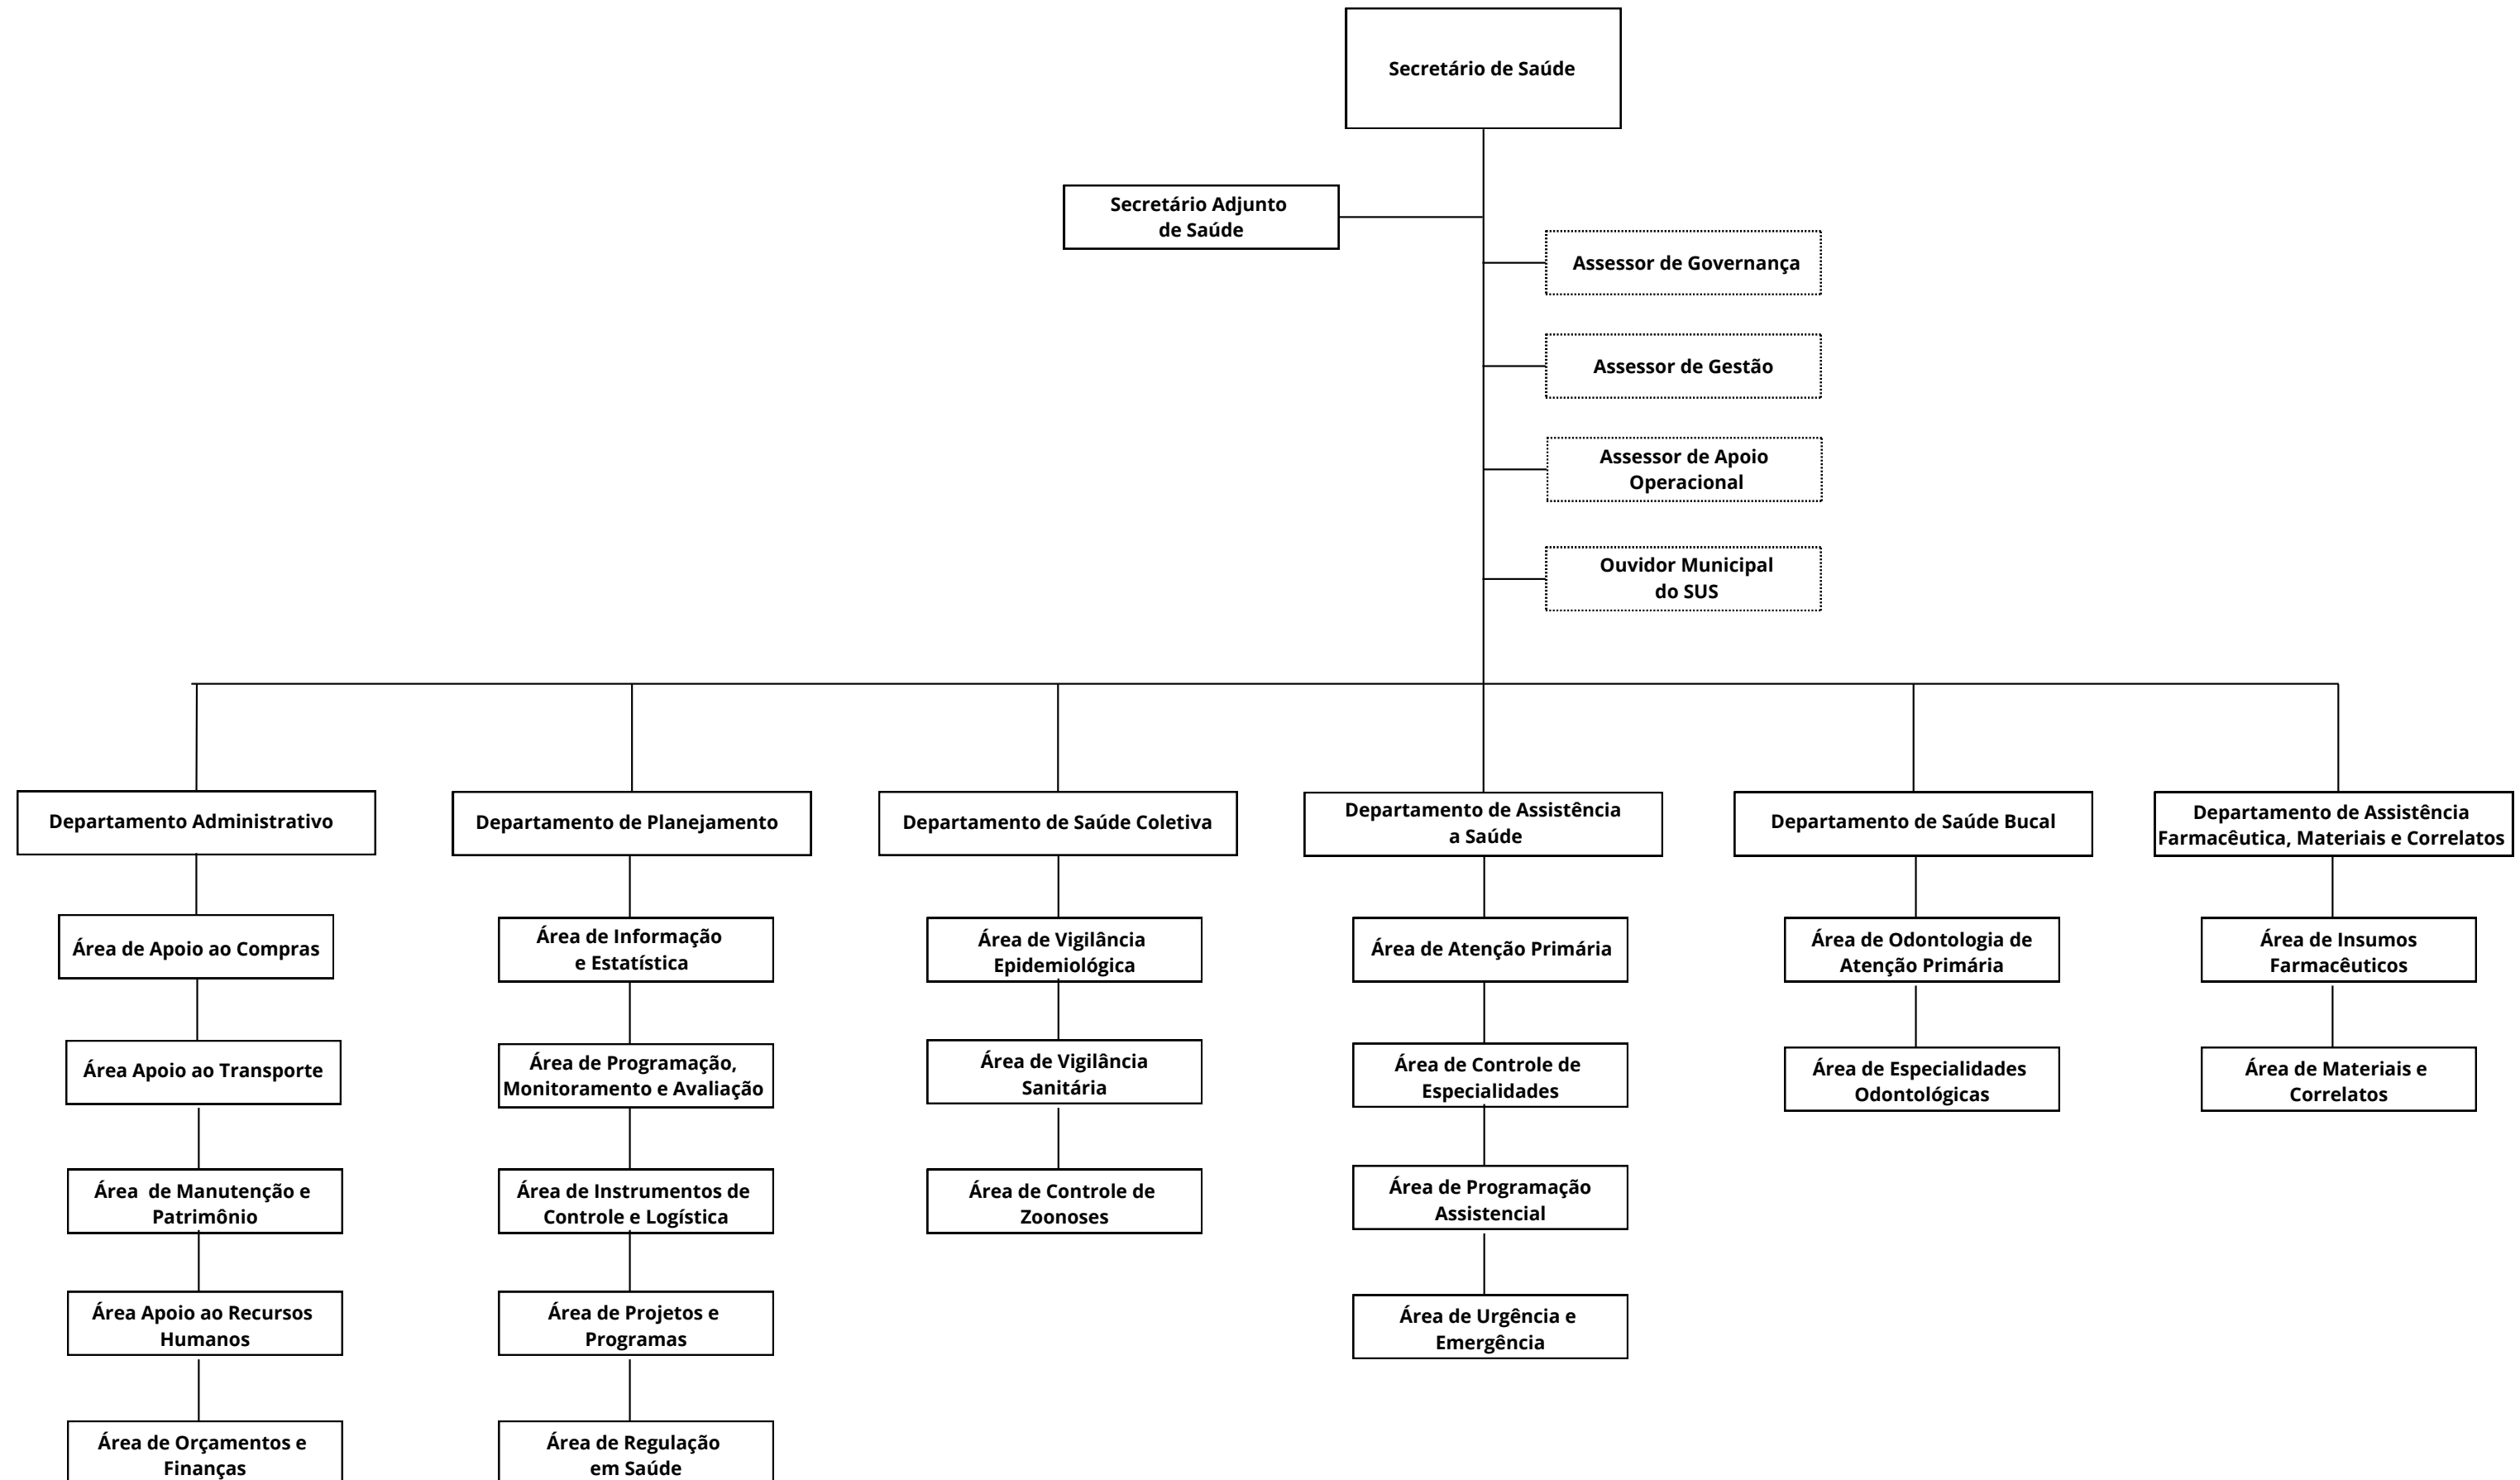 Secretário de Saúde
Secretário Adjunto
de Saúde
Assessor de Governança
Assessor de Gestão
Assessor de Apoio
Operacional
Ouvidor Municipal
do SUS
Departamento Administrativo
Área de Apoio ao Compras
Área Apoio ao Transporte
Área  de Manutenção e
Patrimônio
Área Apoio ao Recursos
Humanos
Área de Orçamentos e
Finanças
Departamento de Planejamento
Área de Informação
e Estatística
Área de Programação,
Monitoramento e Avaliação
Área de Instrumentos de
Controle e Logística
Área de Projetos e
Programas
Área de Regulação
em Saúde
Departamento de Saúde Coletiva
Área de Vigilância
Epidemiológica
Área de Vigilância
Sanitária
Área de Controle de
Zoonoses
Departamento de Assistência
a Saúde
Área de Atenção Primária
Área de Controle de
Especialidades
Área de Programação
Assistencial
Área de Urgência e
Emergência
Departamento de Saúde Bucal
Área de Odontologia de
Atenção Primária
Área de Especialidades
Odontológicas
Departamento de Assistência
Farmacêutica, Materiais e Correlatos
Área de Insumos
Farmacêuticos
Área de Materiais e
Correlatos